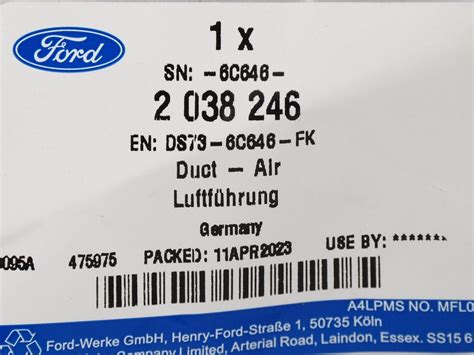 Ford
1 x
SN: -6C646-
2 038 246
EN: DS73-6C646-FK
Duct - Air
Luftführung
Germany
095A 475975 PACKED: 11APR2023 USE BY: ******
A4LPMS NO. MFL0
Ford-Werke GmbH, Henry-Ford-Straße 1, 50735 Köln
Company Limited, Arterial Road, Laindon, Essex. SS15